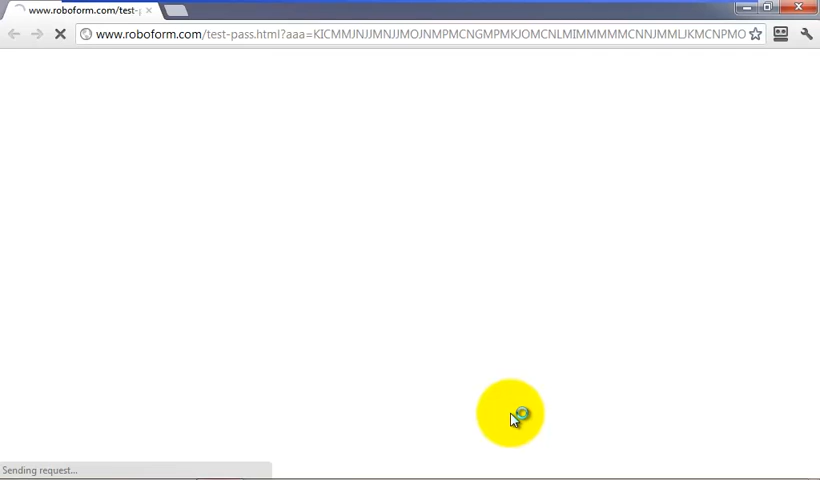 www.roboform.com/test-
www.roboform.com/test-pass.html?aaa=KICMMJNJJMNJJMOJNMPMCNGMPMKJOMCNLMIMMMMMCNNJMMLJKMCNPMO
Sending request...